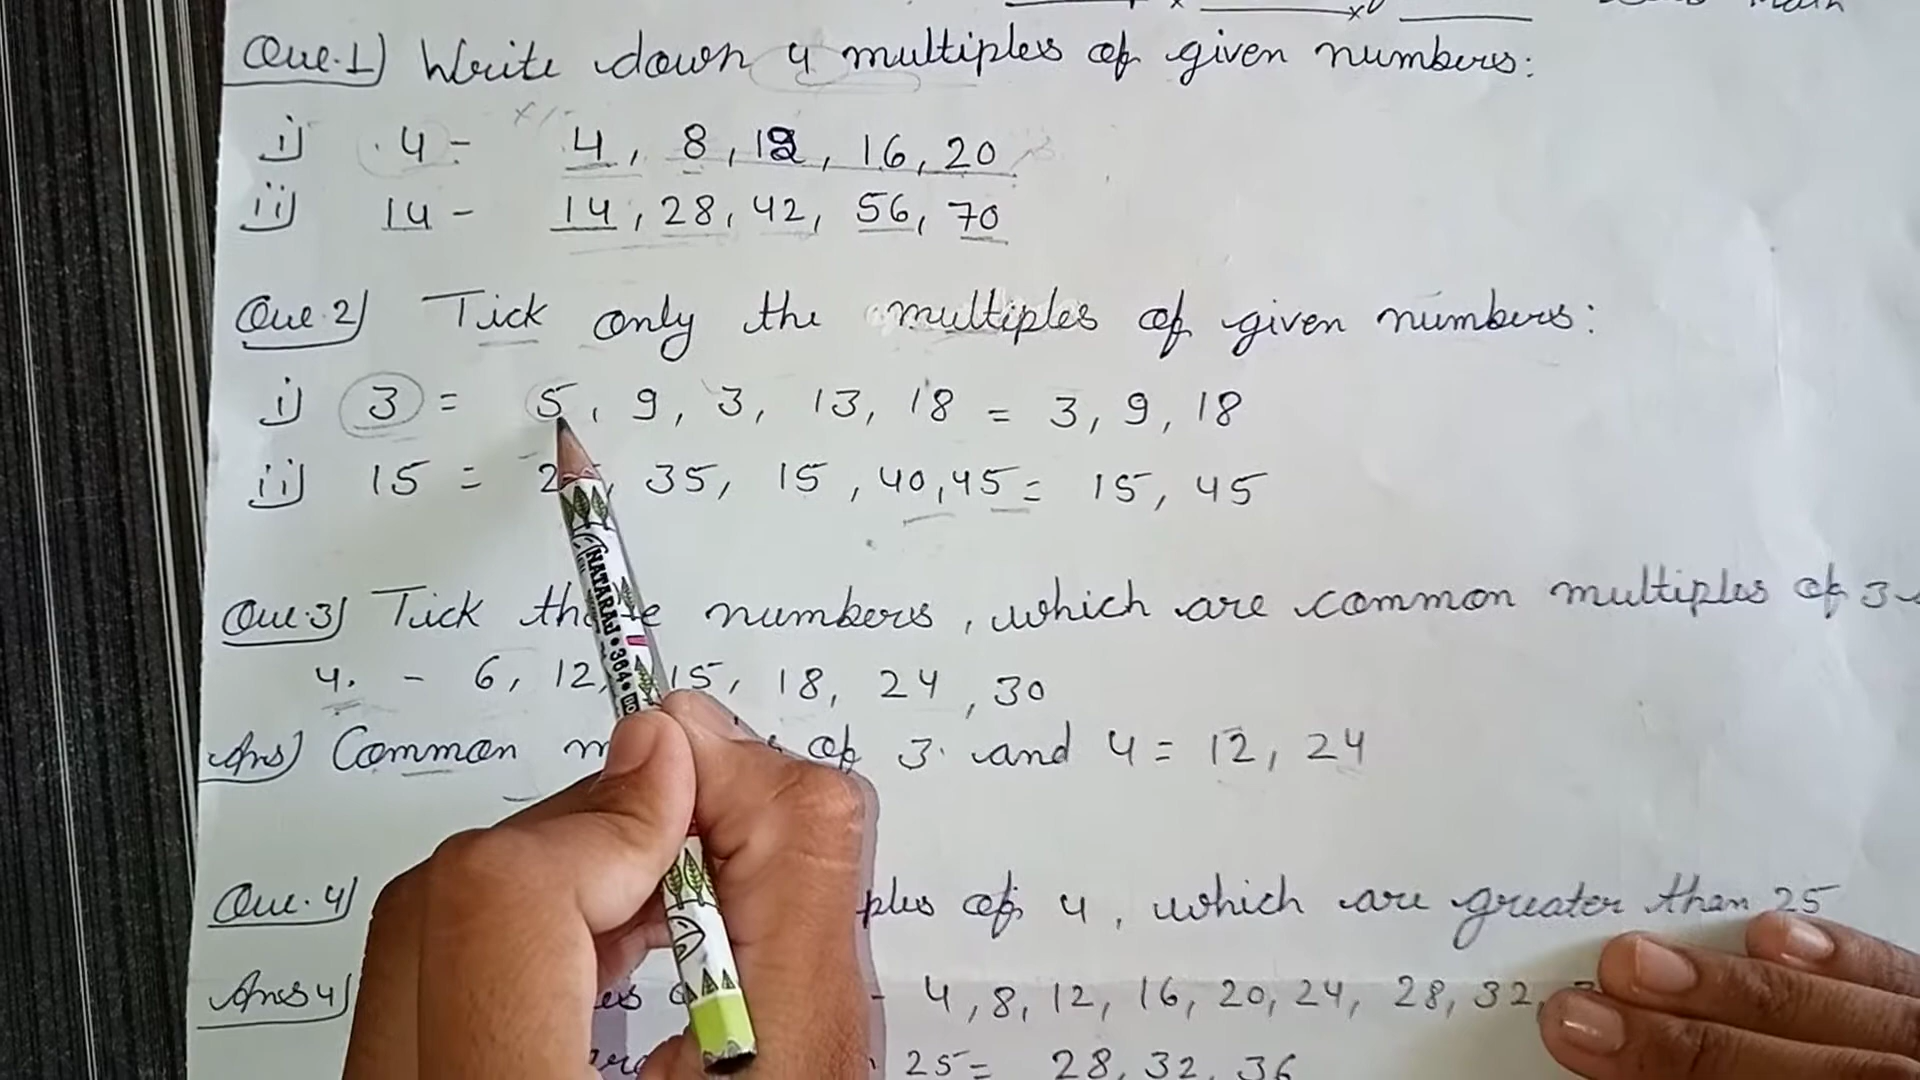 Que.1) Write down 4 multiples of given numbers:
i) 4 - 4, 8, 12, 16, 20
ii) 14 - 14, 28, 42, 56, 70
Que.2) Tick only the multiples of given numbers:
i) 3 = 5, 9, 3, 13, 18 = 3, 9, 18
ii) 15 = 35, 15, 40, 45 = 15, 45
Que.3) Tick those numbers, which are common multiples of 3
4. - 6, 12, 15, 18, 24, 30
Ans) Common of 3 and 4 = 12, 24
Que.4) of 4, which are greater than 25
Ans4) - 4, 8, 12, 16, 20, 24, 28, 32,
25 = 28, 32, 36
NATARAJ • 364 •